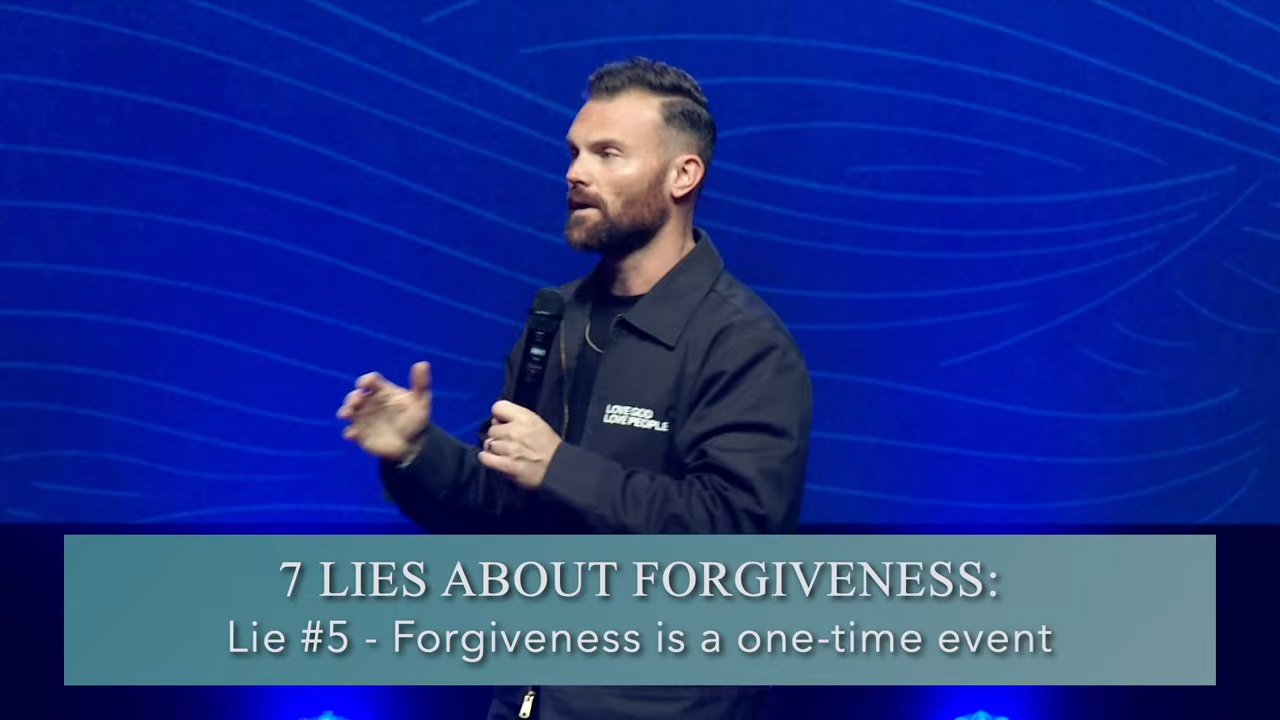 LOVE GOD
LOVE PEOPLE
7 LIES ABOUT FORGIVENESS:
Lie #5 - Forgiveness is a one-time event